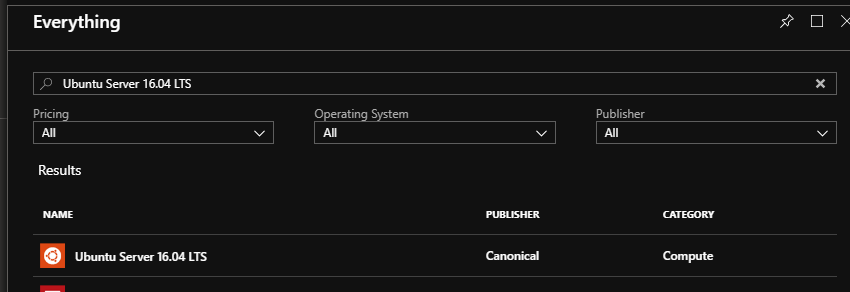 Everything
Ubuntu Server 16.04 LTS
Pricing Operating System Publisher
All All All
Results
NAME PUBLISHER CATEGORY
Ubuntu Server 16.04 LTS Canonical Compute